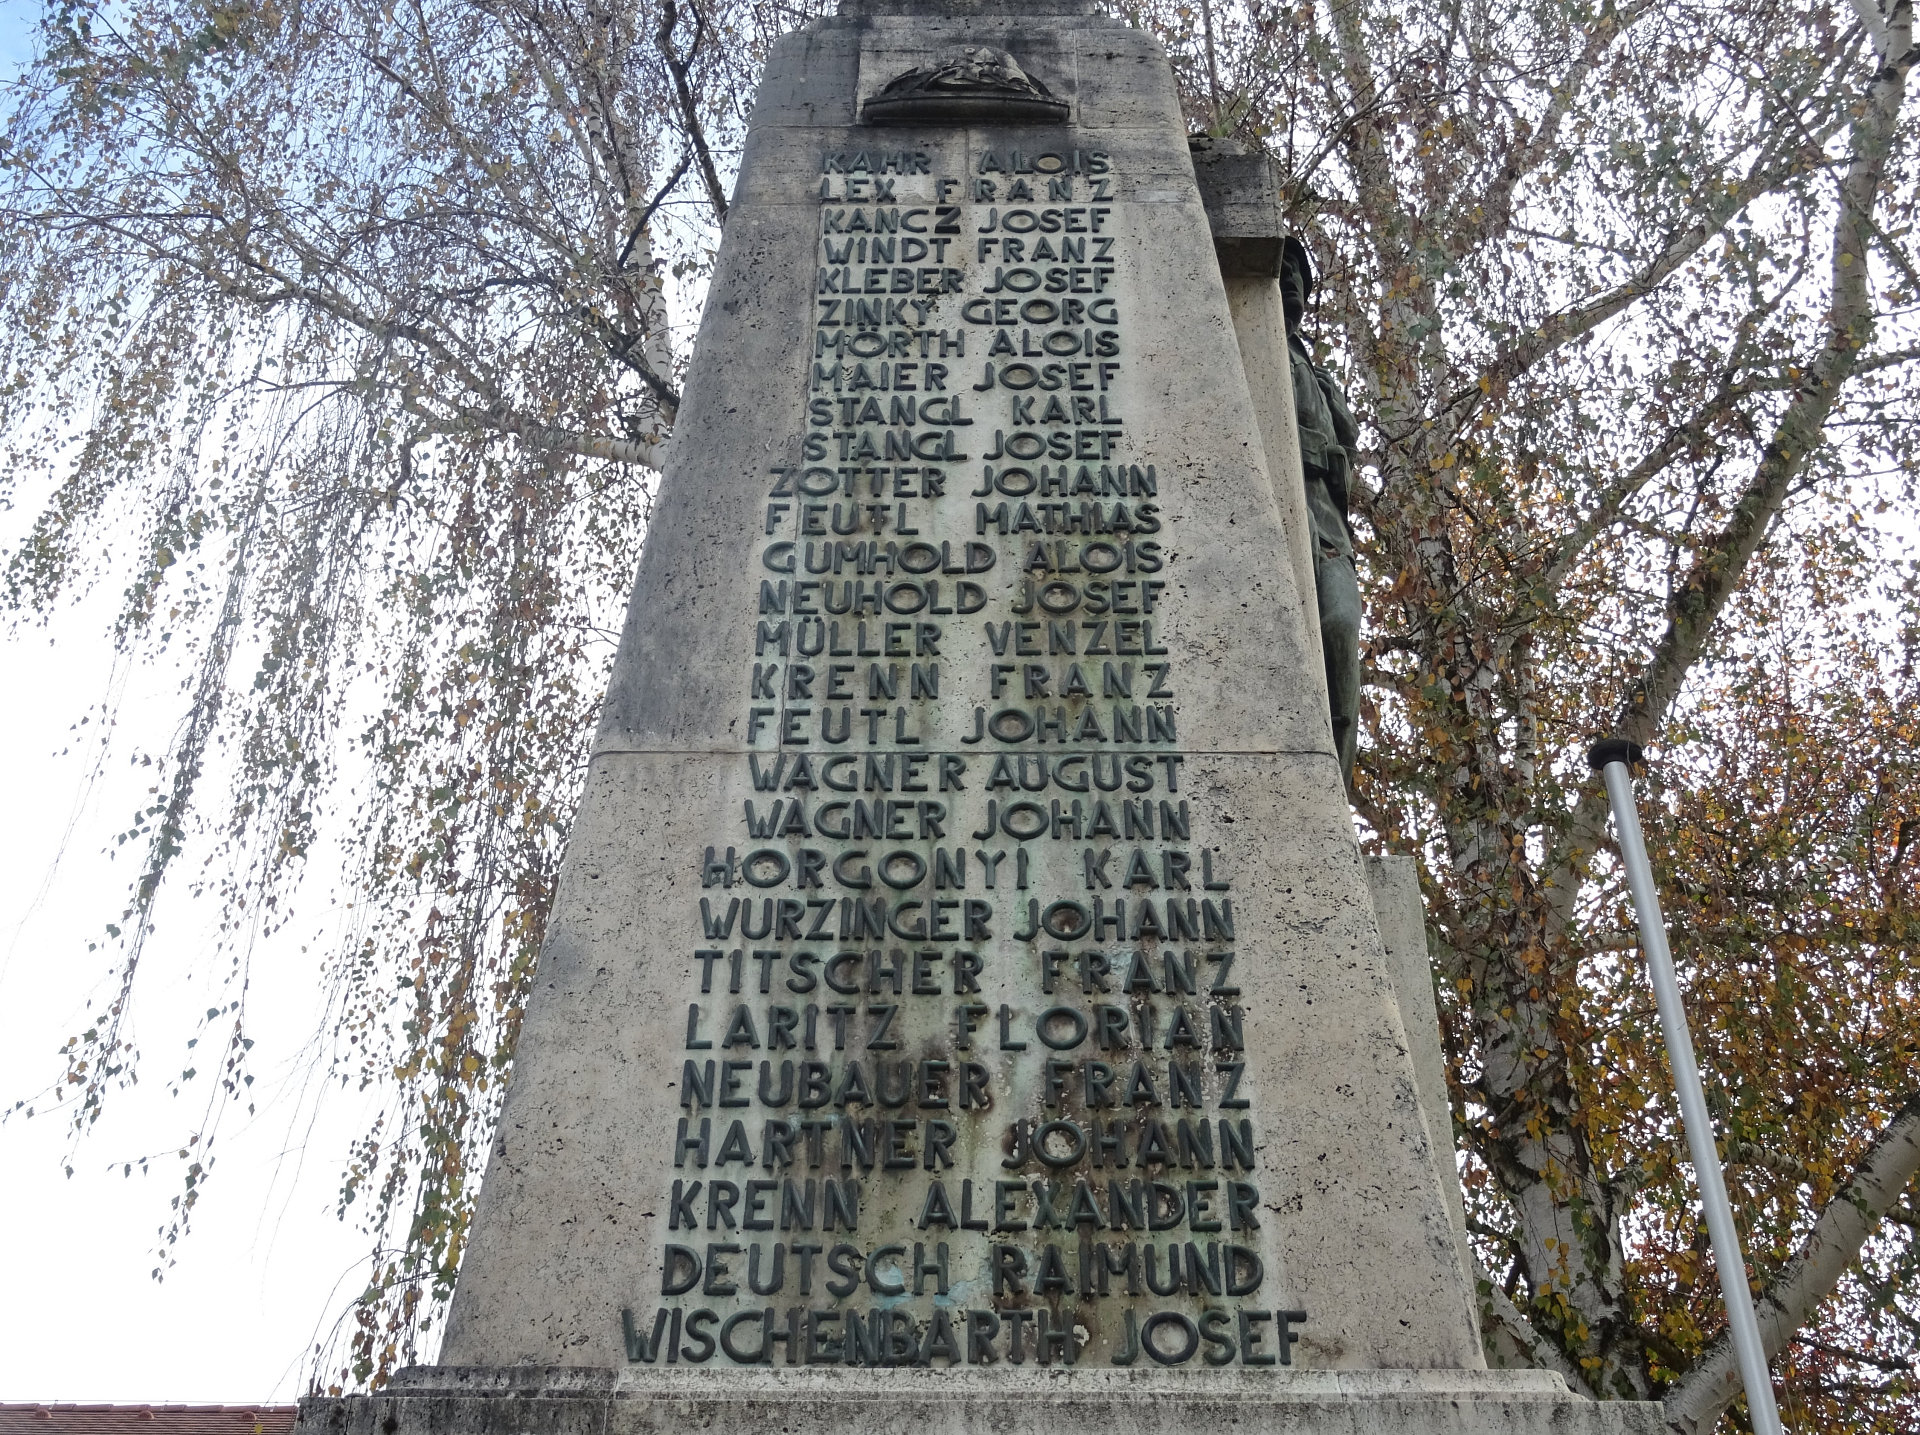 KAHR ALOIS
LEX FRANZ
KANCZ JOSEF
WINDT FRANZ
KLEBER JOSEF
ZINKY GEORG
MÖRTH ALOIS
MAIER JOSEF
STANGL KARL
STANGL JOSEF
ZOTTER JOHANN
FEUTL MATHIAS
GUMHOLD ALOIS
NEUHOLD JOSEF
MÜLLER VENZEL
KRENN FRANZ
FEUTL JOHANN
WAGNER AUGUST
WAGNER JOHANN
HORGONYI KARL
WURZINGER JOHANN
TITSCHER FRANZ
LARITZ FLORIAN
NEUBAUER FRANZ
HARTNER JOHANN
KRENN ALEXANDER
DEUTSCH RAIMUND
WISCHENBARTH JOSEF